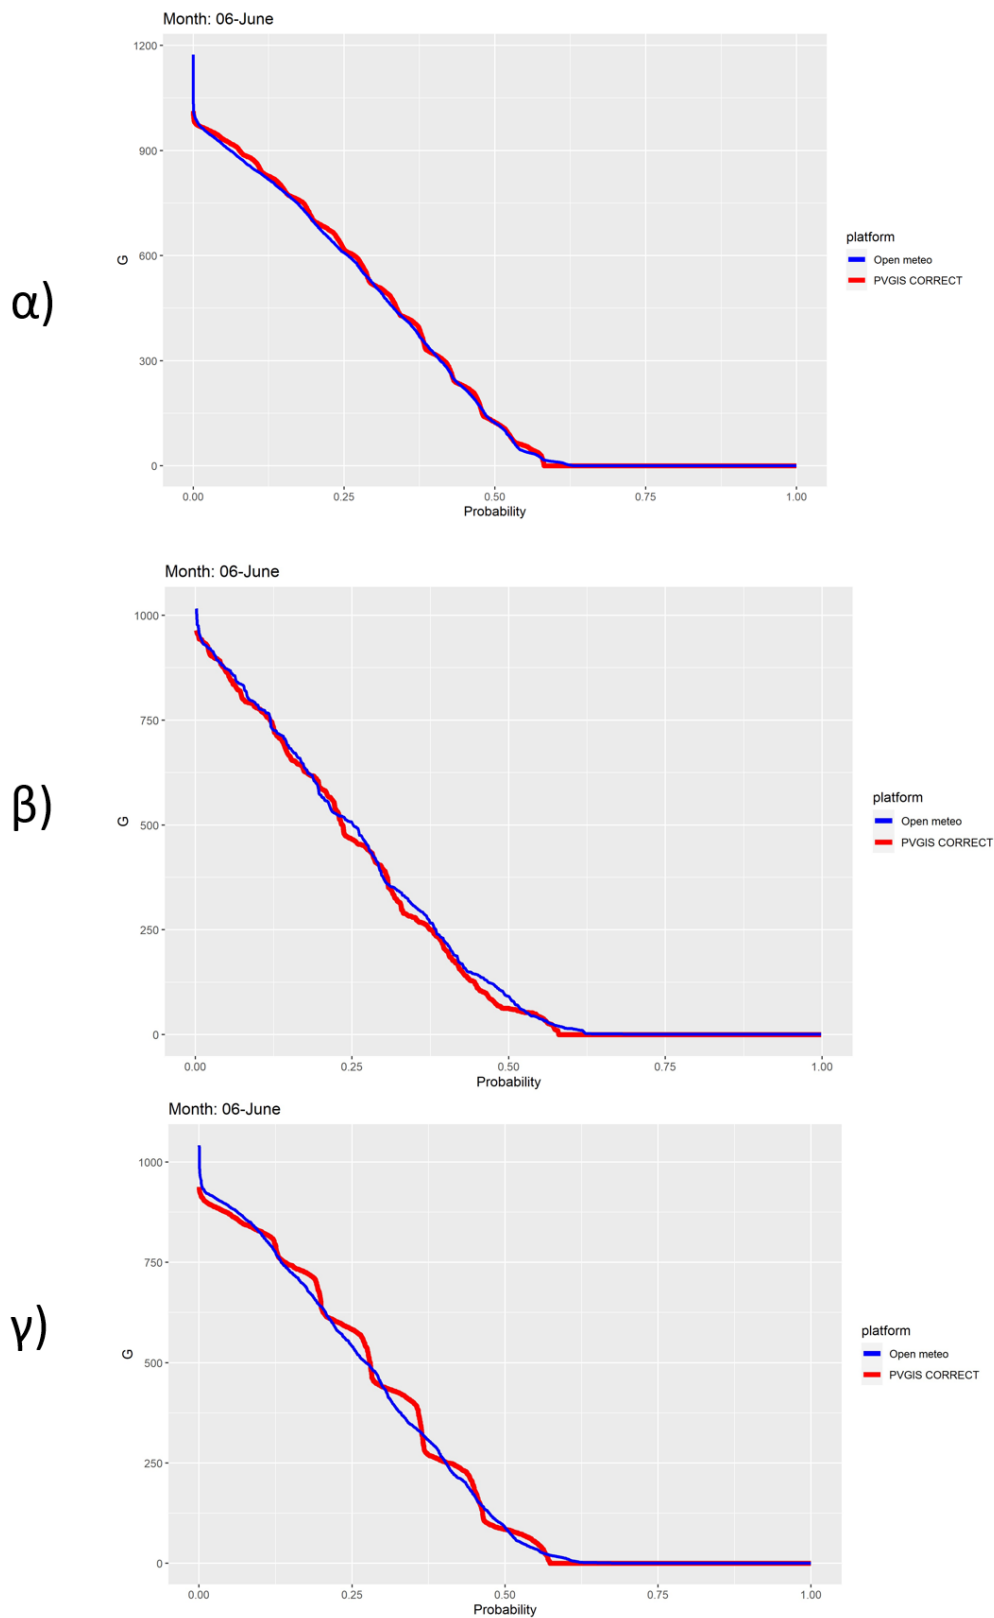 Month: 06-June
1200
900
600
300
0
G
0.00 0.25 0.50 0.75 1.00
Probability
platform
Open meteo
PVGIS CORRECT
α)
Month: 06-June
1000
750
500
250
0
G
0.00 0.25 0.50 0.75 1.00
Probability
platform
Open meteo
PVGIS CORRECT
β)
Month: 06-June
1000
750
500
250
0
G
0.00 0.25 0.50 0.75 1.00
Probability
platform
Open meteo
PVGIS CORRECT
γ)